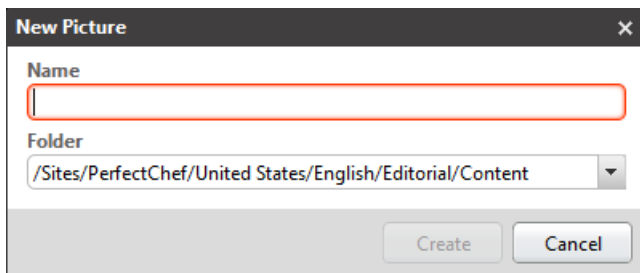 New Picture
Name
Folder
/Sites/PerfectChef/United States/English/Editorial/Content
Create
Cancel